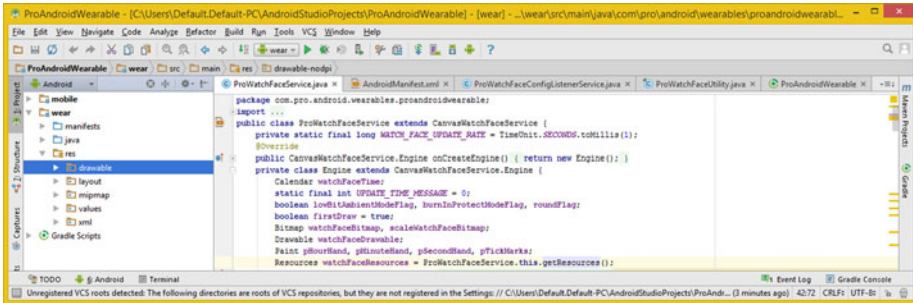 ProAndroidWearable - [C:\Users\Default.Default-PC\AndroidStudioProjects\ProAndroidWearable] - [wear] - ...\wear\src\main\java\com\pro\android\wearables\proandroidwearabl...
File Edit View Navigate Code Analyze Refactor Build Run Tools VCS Window Help
wear
ProAndroidWearable wear src main res drawable-nodpi
Android ProWatchFaceService.java × AndroidManifest.xml × ProWatchFaceConfigListenerService.java × ProWatchFaceUtility.java × ProAndroidWearable ×
1: Project
2: Structure
Captures
mobile
wear
manifests
java
res
drawable
layout
mipmap
values
xml
Gradle Scripts
package com.pro.android.wearables.proandroidwearable;
import ...
public class ProWatchFaceService extends CanvasWatchFaceService {
private static final long WATCH_FACE_UPDATE_RATE = TimeUnit.SECONDS.toMillis(1);
@Override
public CanvasWatchFaceService.Engine onCreateEngine() { return new Engine(); }
private class Engine extends CanvasWatchFaceService.Engine {
Calendar watchFaceTime;
static final int UPDATE_TIME_MESSAGE = 0;
boolean lowBitAmbientModeFlag, burnInProtectModeFlag, roundFlag;
boolean firstDraw = true;
Bitmap watchFaceBitmap, scaleWatchFaceBitmap;
Drawable watchFaceDrawable;
Paint pHourHand, pMinuteHand, pSecondHand, pTickMarks;
Resources watchFaceResources = ProWatchFaceService.this.getResources();
Maven Projects
Gradle
TODO 6: Android Terminal Event Log Gradle Console
Unregistered VCS roots detected: The following directories are roots of VCS repositories, but they are not registered in the Settings: // C:\Users\Default.Default-PC\AndroidStudioProjects\ProAndr... (3 minutes ago) 42:72 CRLF: UTF-8: